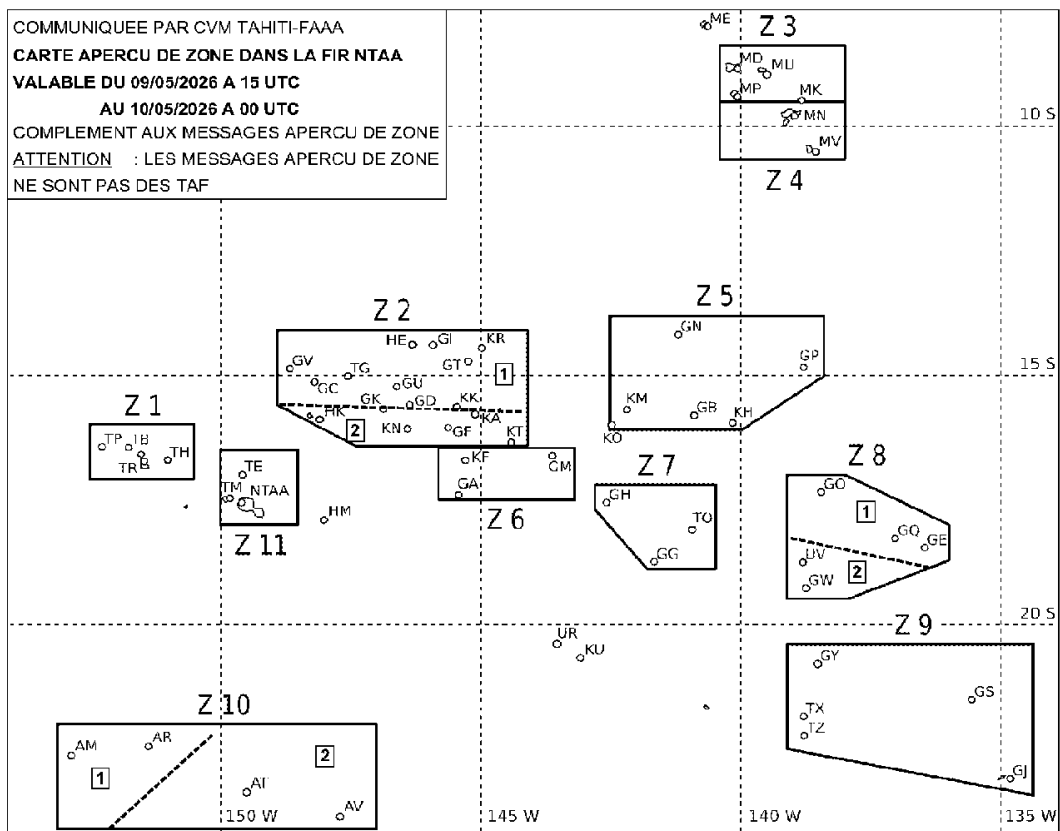 COMMUNIQUEE PAR CVM TAHITI-FAAA
CARTE APERCU DE ZONE DANS LA FIR NTAA
VALABLE DU 09/05/2026 A 15 UTC
AU 10/05/2026 A 00 UTC
COMPLEMENT AUX MESSAGES APERCU DE ZONE
ATTENTION : LES MESSAGES APERCU DE ZONE
NE SONT PAS DES TAF
ME
Z 3
MD
MU
MP
MK
MN
10 S
MV
Z 4
Z 2
HE
GI
KR
GT
GV
TG
GC
GU
1
GK
GD
KK
HK
KA
2
KN
GF
KT
Z 5
GN
GP
15 S
KM
GB
KH
KO
Z 1
TP
TB
TR
TH
TE
TM
NTAA
Z 11
HM
KF
GM
GA
Z 6
Z 7
GH
TO
GG
Z 8
GO
1
GQ
GE
UV
2
GW
20 S
UR
KU
Z 9
GY
GS
TX
TZ
GJ
Z 10
AM
AR
2
1
AT
AV
150 W
145 W
140 W
135 W